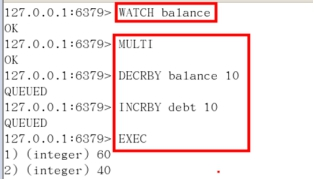 127.0.0.1:6379> WATCH balance
OK
127.0.0.1:6379> MULTI
OK
127.0.0.1:6379> DECRBY balance 10
QUEUED
127.0.0.1:6379> INCRBY debt 10
QUEUED
127.0.0.1:6379> EXEC
1) (integer) 60
2) (integer) 40